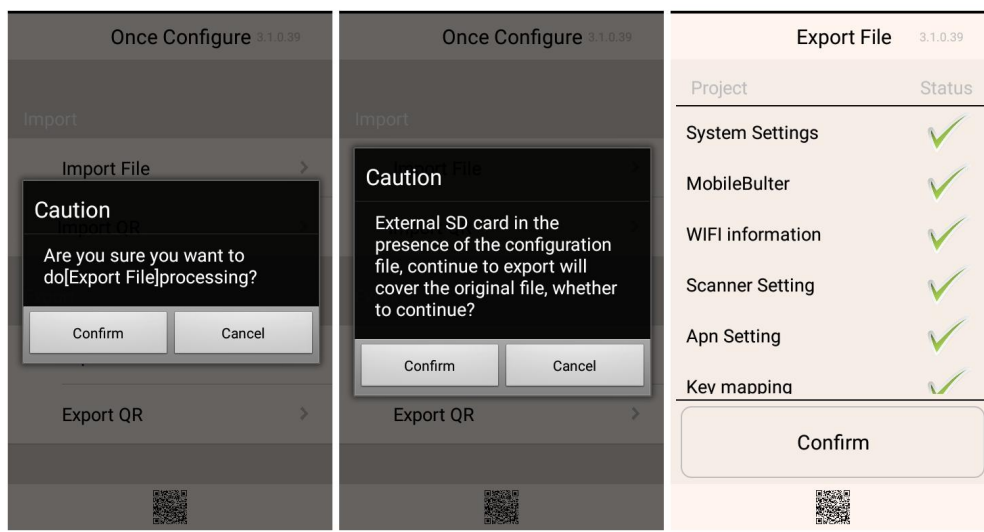 Once Configure 3.1.0.39
Import
Import File
Import QR
Caution
Are you sure you want to
do[Export File]processing?
Confirm
Cancel
Export QR
Once Configure 3.1.0.39
Import
Import File
Caution
External SD card in the
presence of the configuration
file, continue to export will
cover the original file, whether
to continue?
Confirm
Cancel
Export QR
Export File 3.1.0.39
Project Status
System Settings
MobileBulter
WIFI information
Scanner Setting
Apn Setting
Key mapping
Confirm